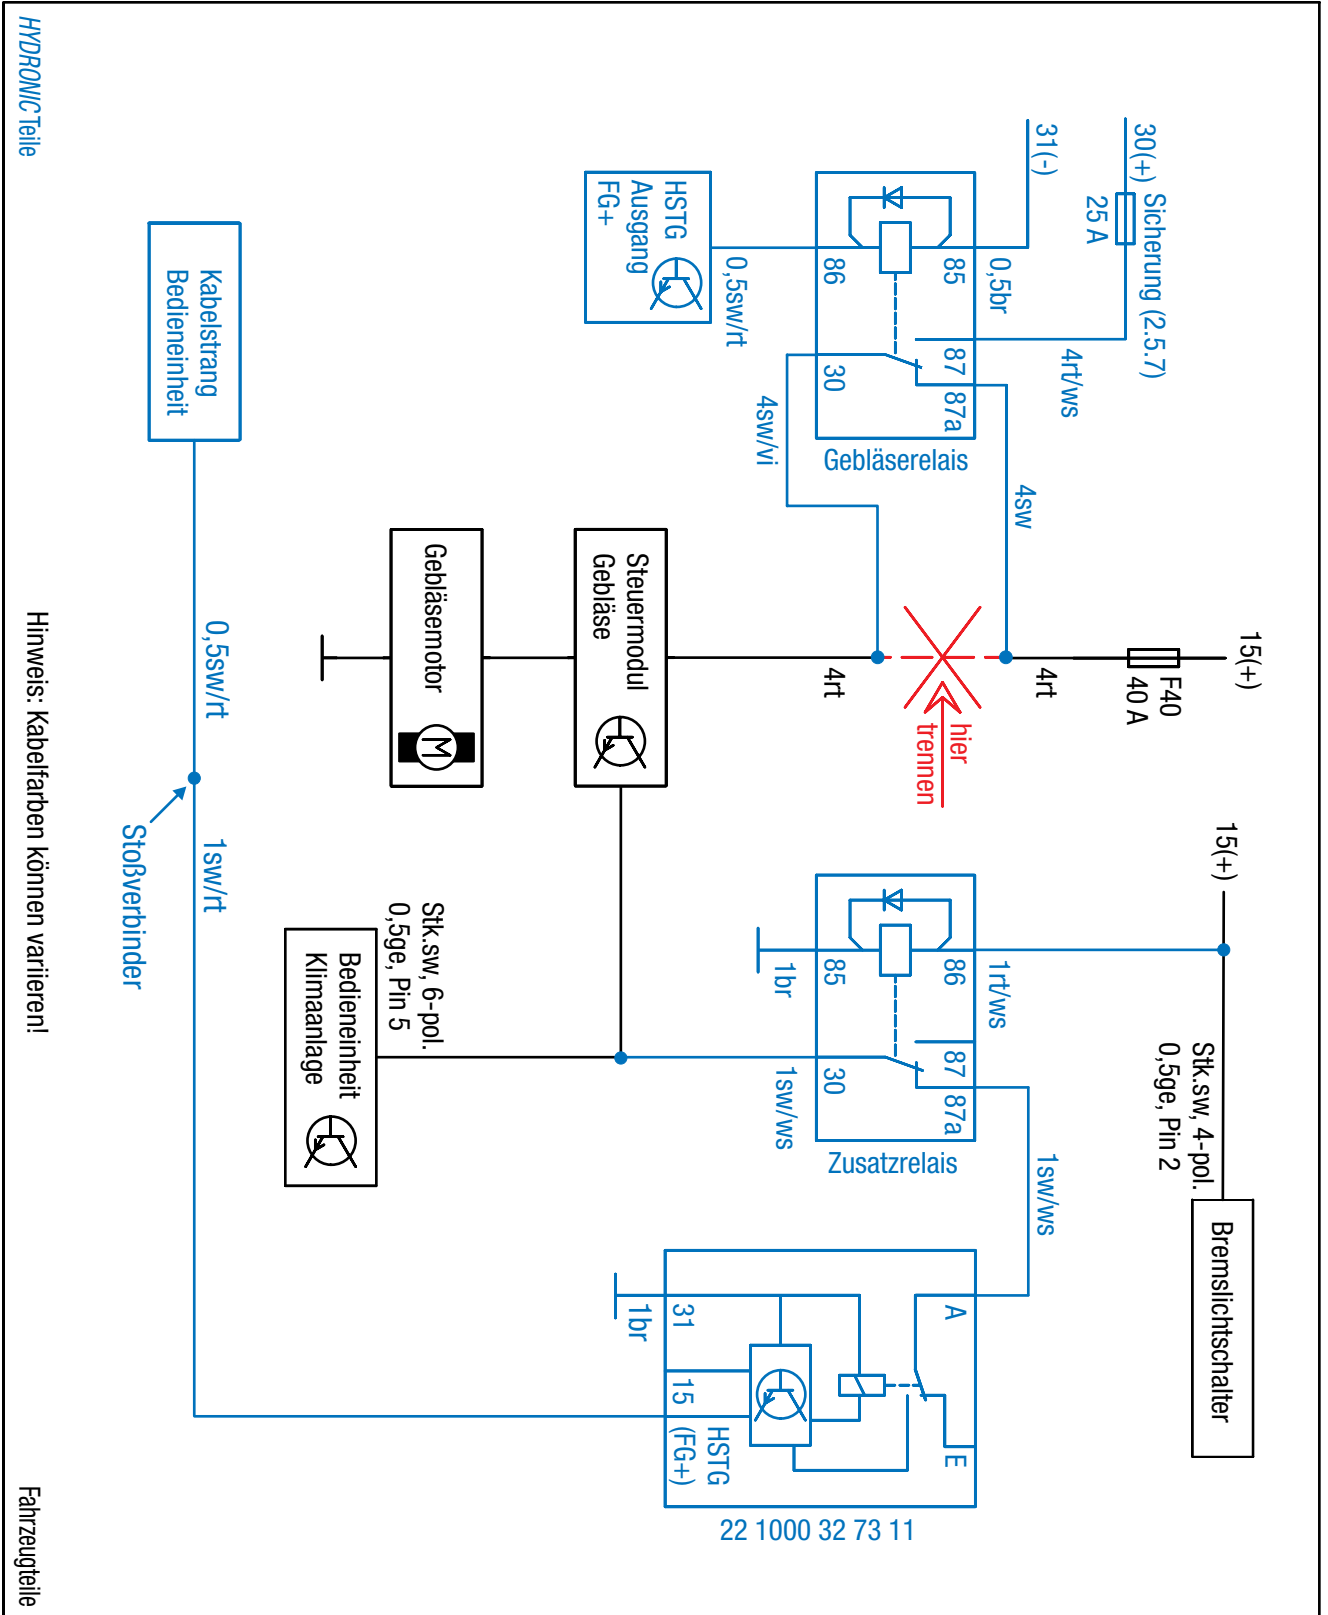 15(+)
15(+)
Stk.sw, 4-pol.
0,5ge, Pin 2
Bremslichtschalter
30(+)
Sicherung (2.5.7)
25 A
31(-)
0,5br
4rt/ws
4sw
F40
40 A
4rt
85
87
87a
86
30
Gebläserelais
HSTG
Ausgang
FG+
0,5sw/rt
4sw/vi
hier
trennen
4rt
1rt/ws
86
87
87a
85
30
Zusatzrelais
1br
1sw/ws
1sw/ws
A
E
31
15
HSTG
(FG+)
1br
22 1000 32 73 11
Steuermodul
Gebläse
Gebläsemotor
M
Stk.sw, 6-pol.
0,5ge, Pin 5
Bedieneinheit
Klimaanlage
Kabelstrang
Bedieneinheit
0,5sw/rt
1sw/rt
Stoßverbinder
Hinweis: Kabelfarben können variieren!
HYDRONIC Teile
Fahrzeugteile